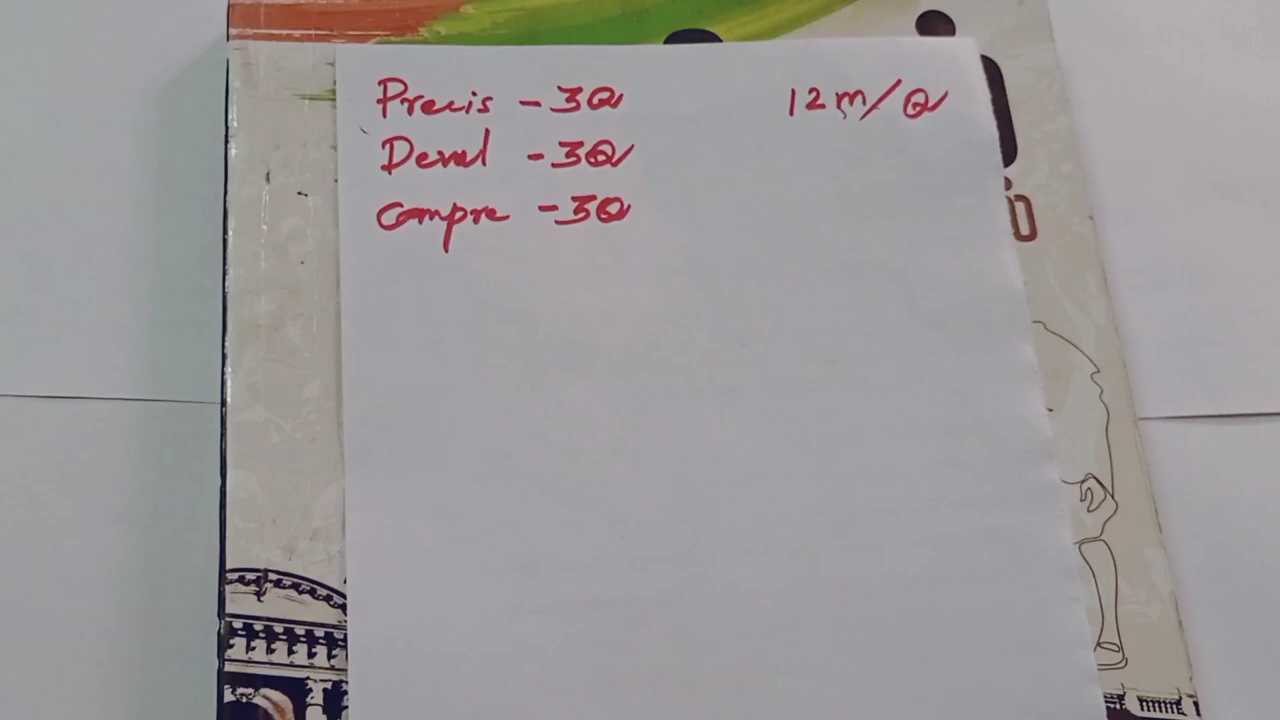 Precis - 3Q 12m/Q
Devel - 3Q
Compre - 3Q